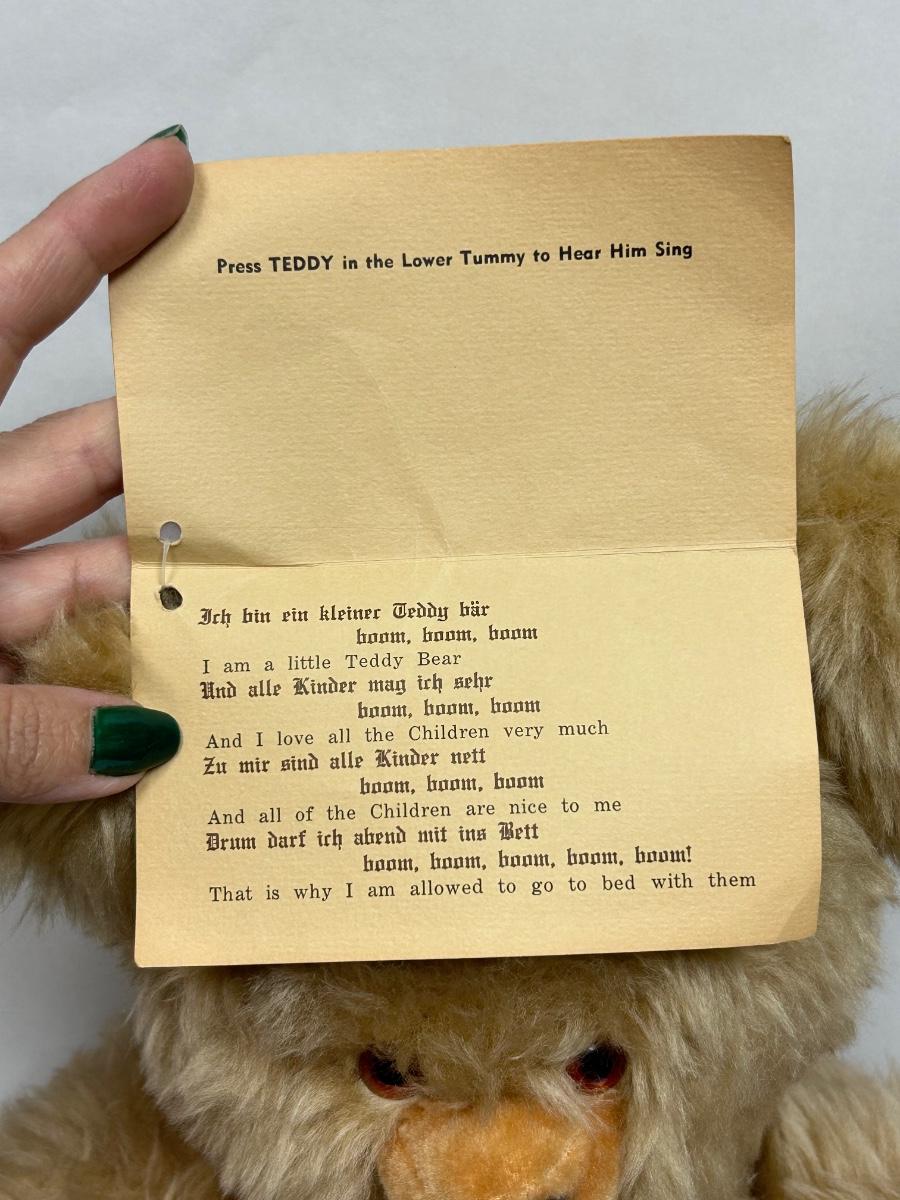 Press TEDDY in the Lower Tummy to Hear Him Sing
Ich bin ein kleiner Teddy bär
boom, boom, boom
I am a little Teddy Bear
Und alle Kinder mag ich sehr
boom, boom, boom
And I love all the Children very much
Zu mir sind alle Kinder nett
boom, boom, boom
And all of the Children are nice to me
Drum darf ich abend mit ins Bett
boom, boom, boom, boom, boom!
That is why I am allowed to go to bed with them